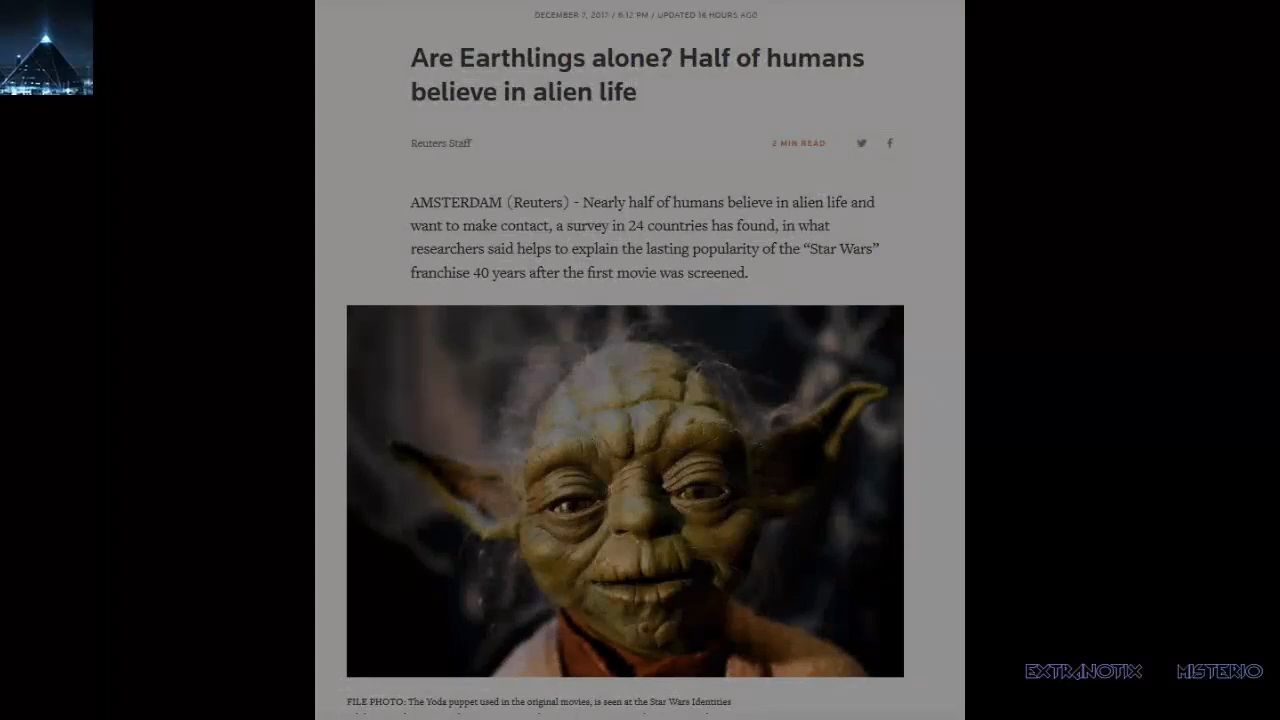 DECEMBER 7, 2017 / 6:12 PM / UPDATED 16 HOURS AGO
Are Earthlings alone? Half of humans
believe in alien life
Reuters Staff
2 MIN READ
AMSTERDAM (Reuters) - Nearly half of humans believe in alien life and
want to make contact, a survey in 24 countries has found, in what
researchers said helps to explain the lasting popularity of the “Star Wars”
franchise 40 years after the first movie was screened.
FILE PHOTO: The Yoda puppet used in the original movies, is seen at the Star Wars Identities
EXTRANOTIX MISTERIO